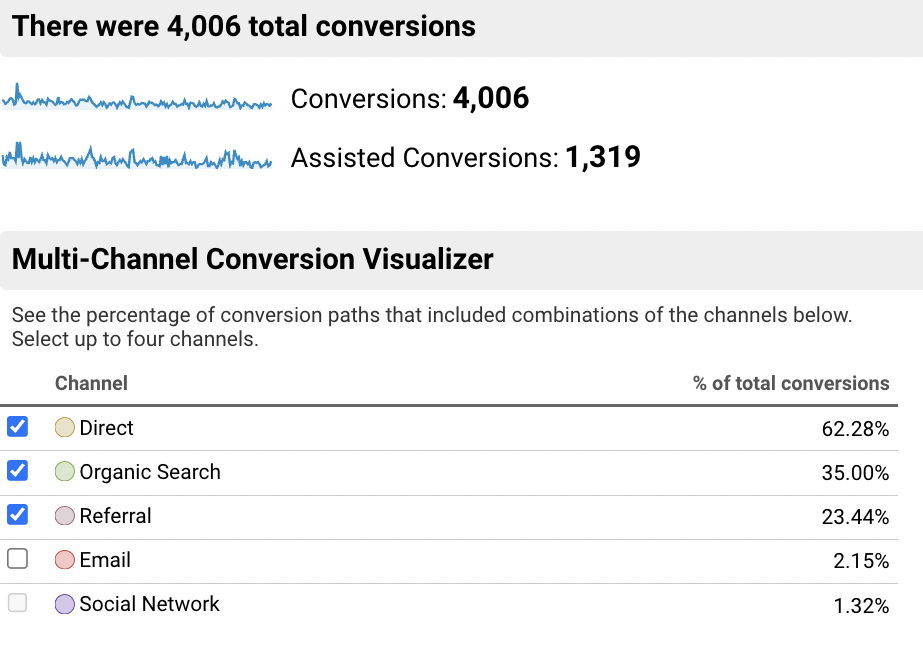 There were 4,006 total conversions
Conversions: 4,006
Assisted Conversions: 1,319
Multi-Channel Conversion Visualizer
See the percentage of conversion paths that included combinations of the channels below.
Select up to four channels.
Channel % of total conversions
Direct 62.28%
Organic Search 35.00%
Referral 23.44%
Email 2.15%
Social Network 1.32%